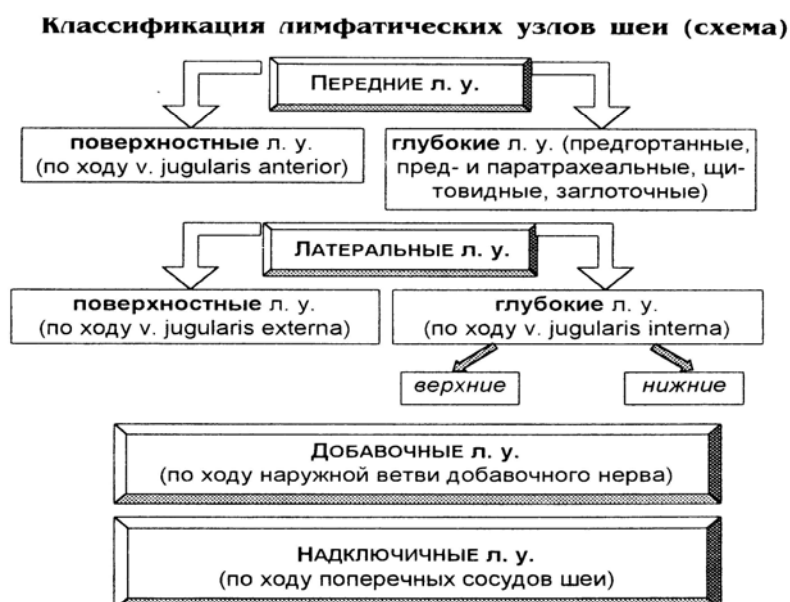 Классификация лимфатических узлов шеи (схема)
ПЕРЕДНИЕ Л. У.
поверхностные л. у.
(по ходу v. jugularis anterior)
глубокие л. у. (предгортанные,
пред- и паратрахеальные, щи-
товидные, заглоточные)
ЛАТЕРАЛЬНЫЕ Л. У.
поверхностные л. у.
(по ходу v. jugularis externa)
глубокие л. у.
(по ходу v. jugularis interna)
верхние
нижние
ДОБАВОЧНЫЕ Л. У.
(по ходу наружной ветви добавочного нерва)
НАДКЛЮЧИЧНЫЕ Л. У.
(по ходу поперечных сосудов шеи)